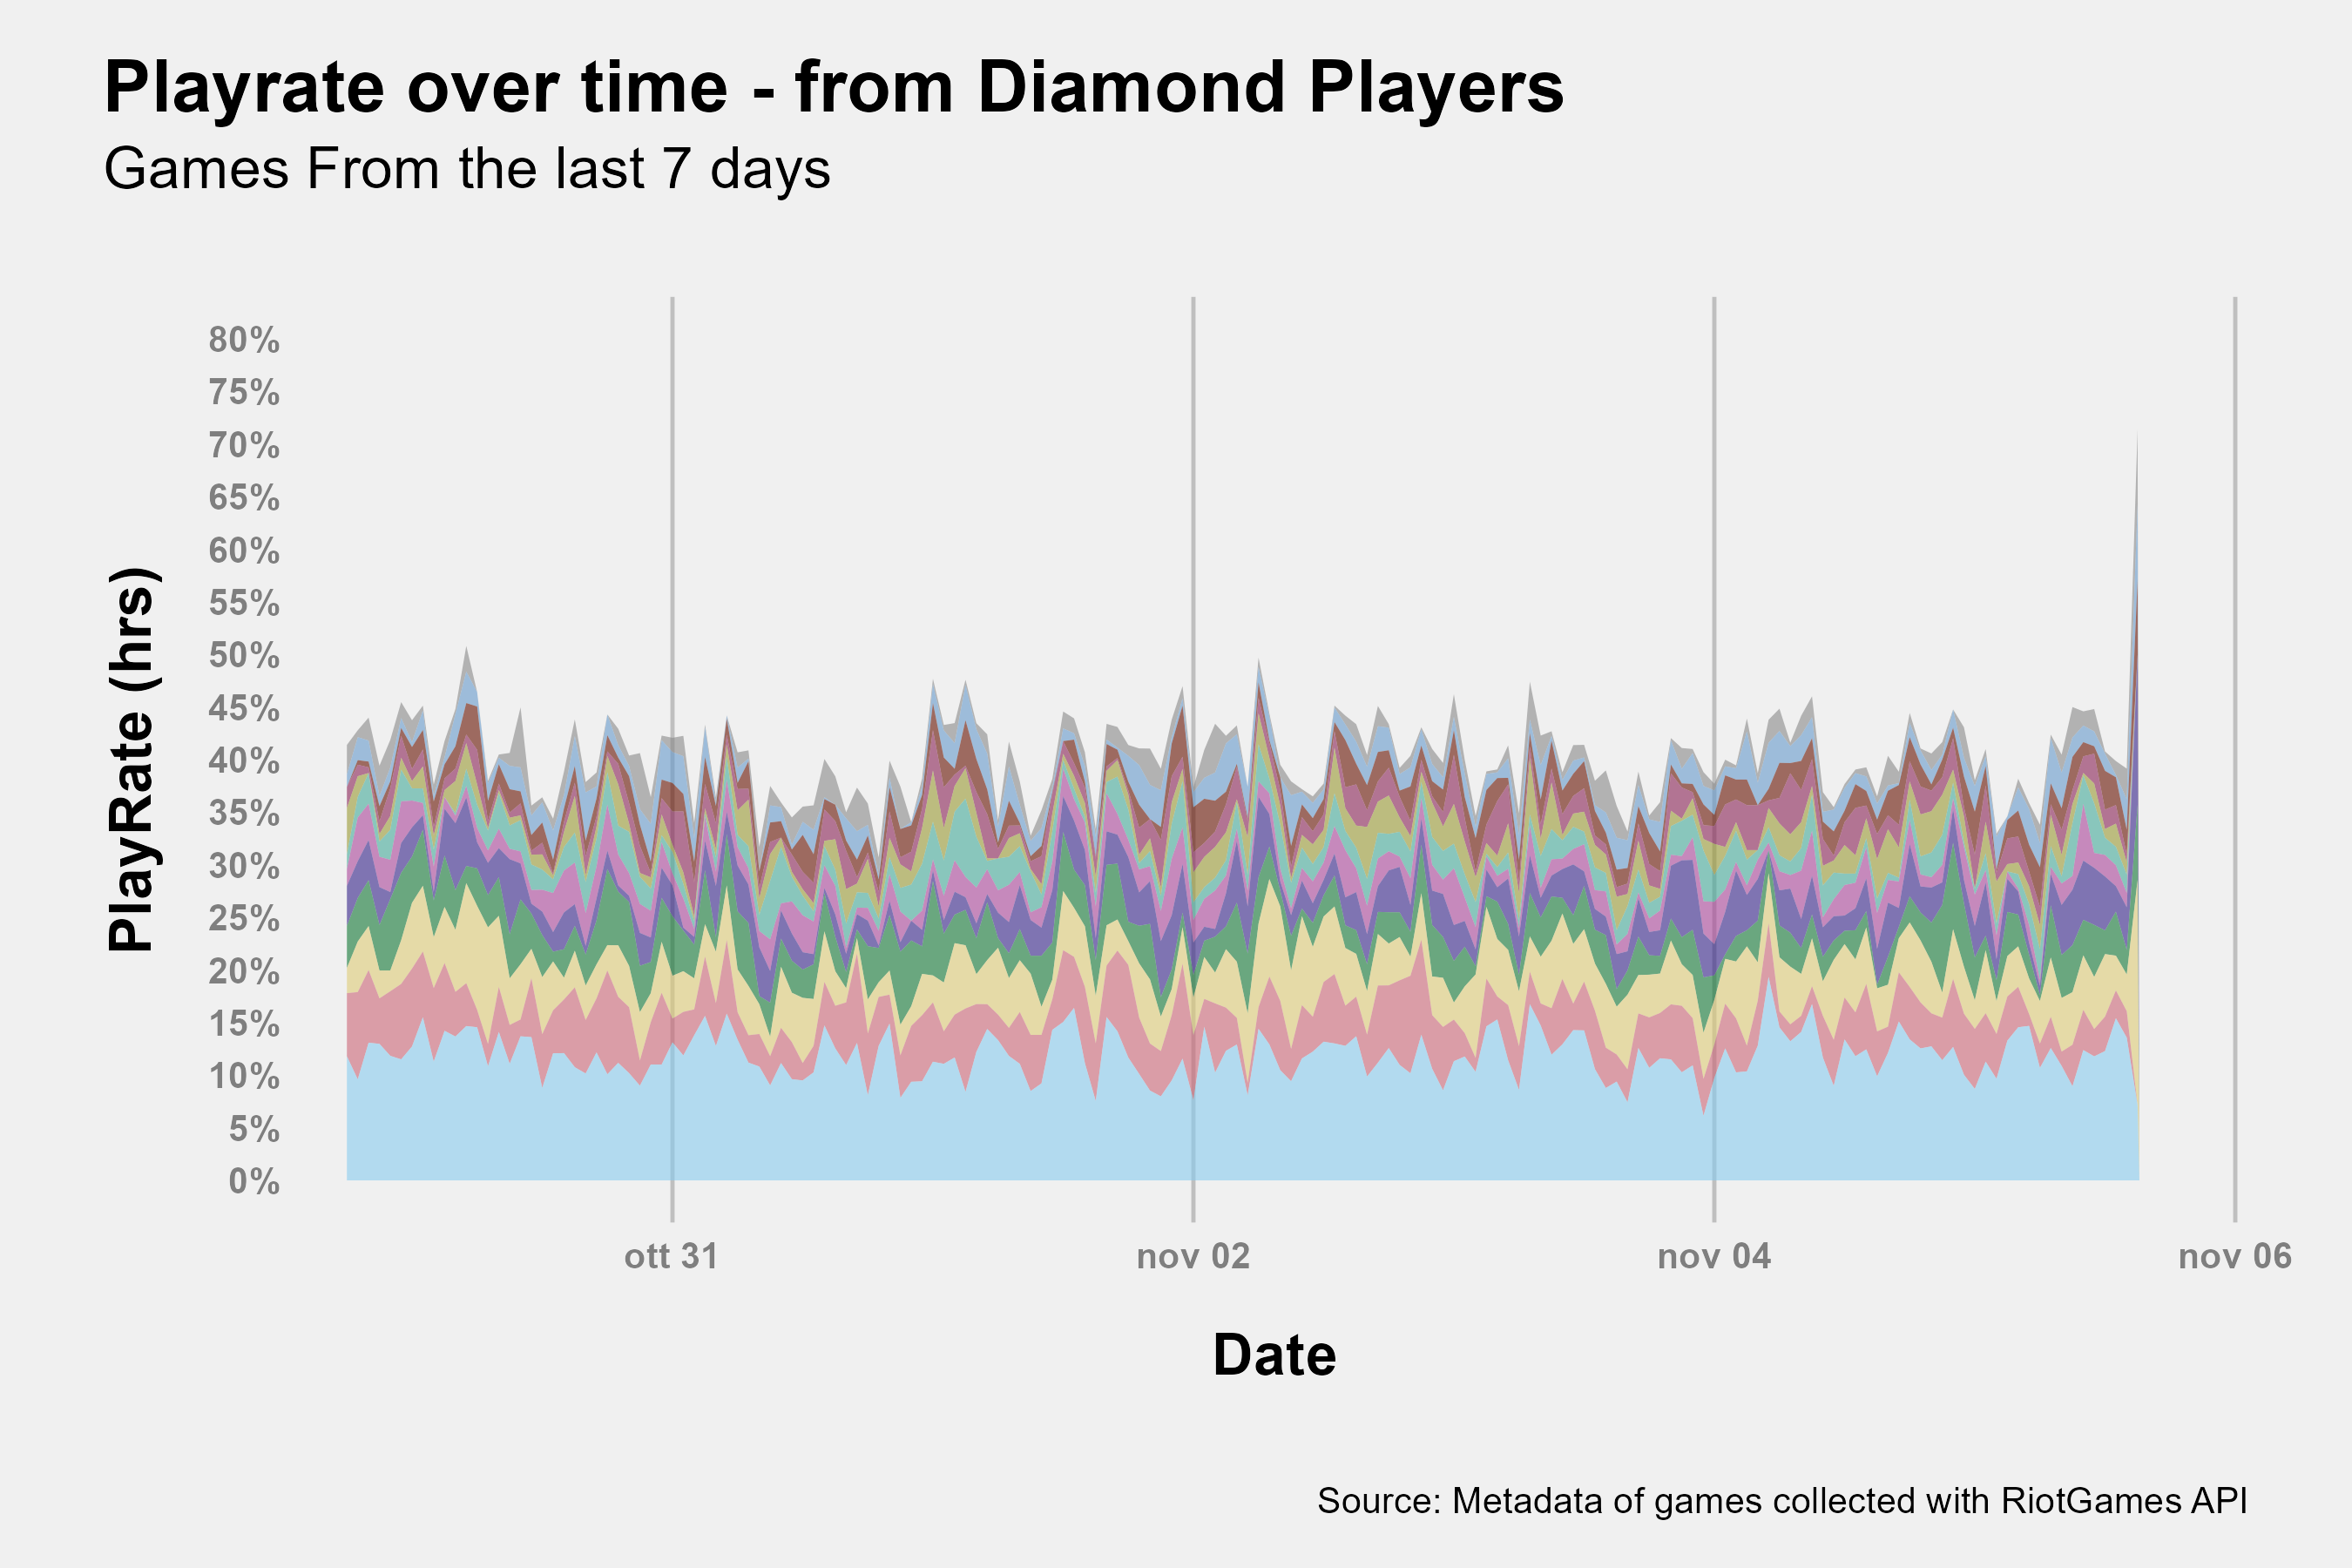 Playrate over time - from Diamond Players
Games From the last 7 days
PlayRate (hrs)
80%
75%
70%
65%
60%
55%
50%
45%
40%
35%
30%
25%
20%
15%
10%
5%
0%
ott 31
nov 02
nov 04
nov 06
Date
Source: Metadata of games collected with RiotGames API